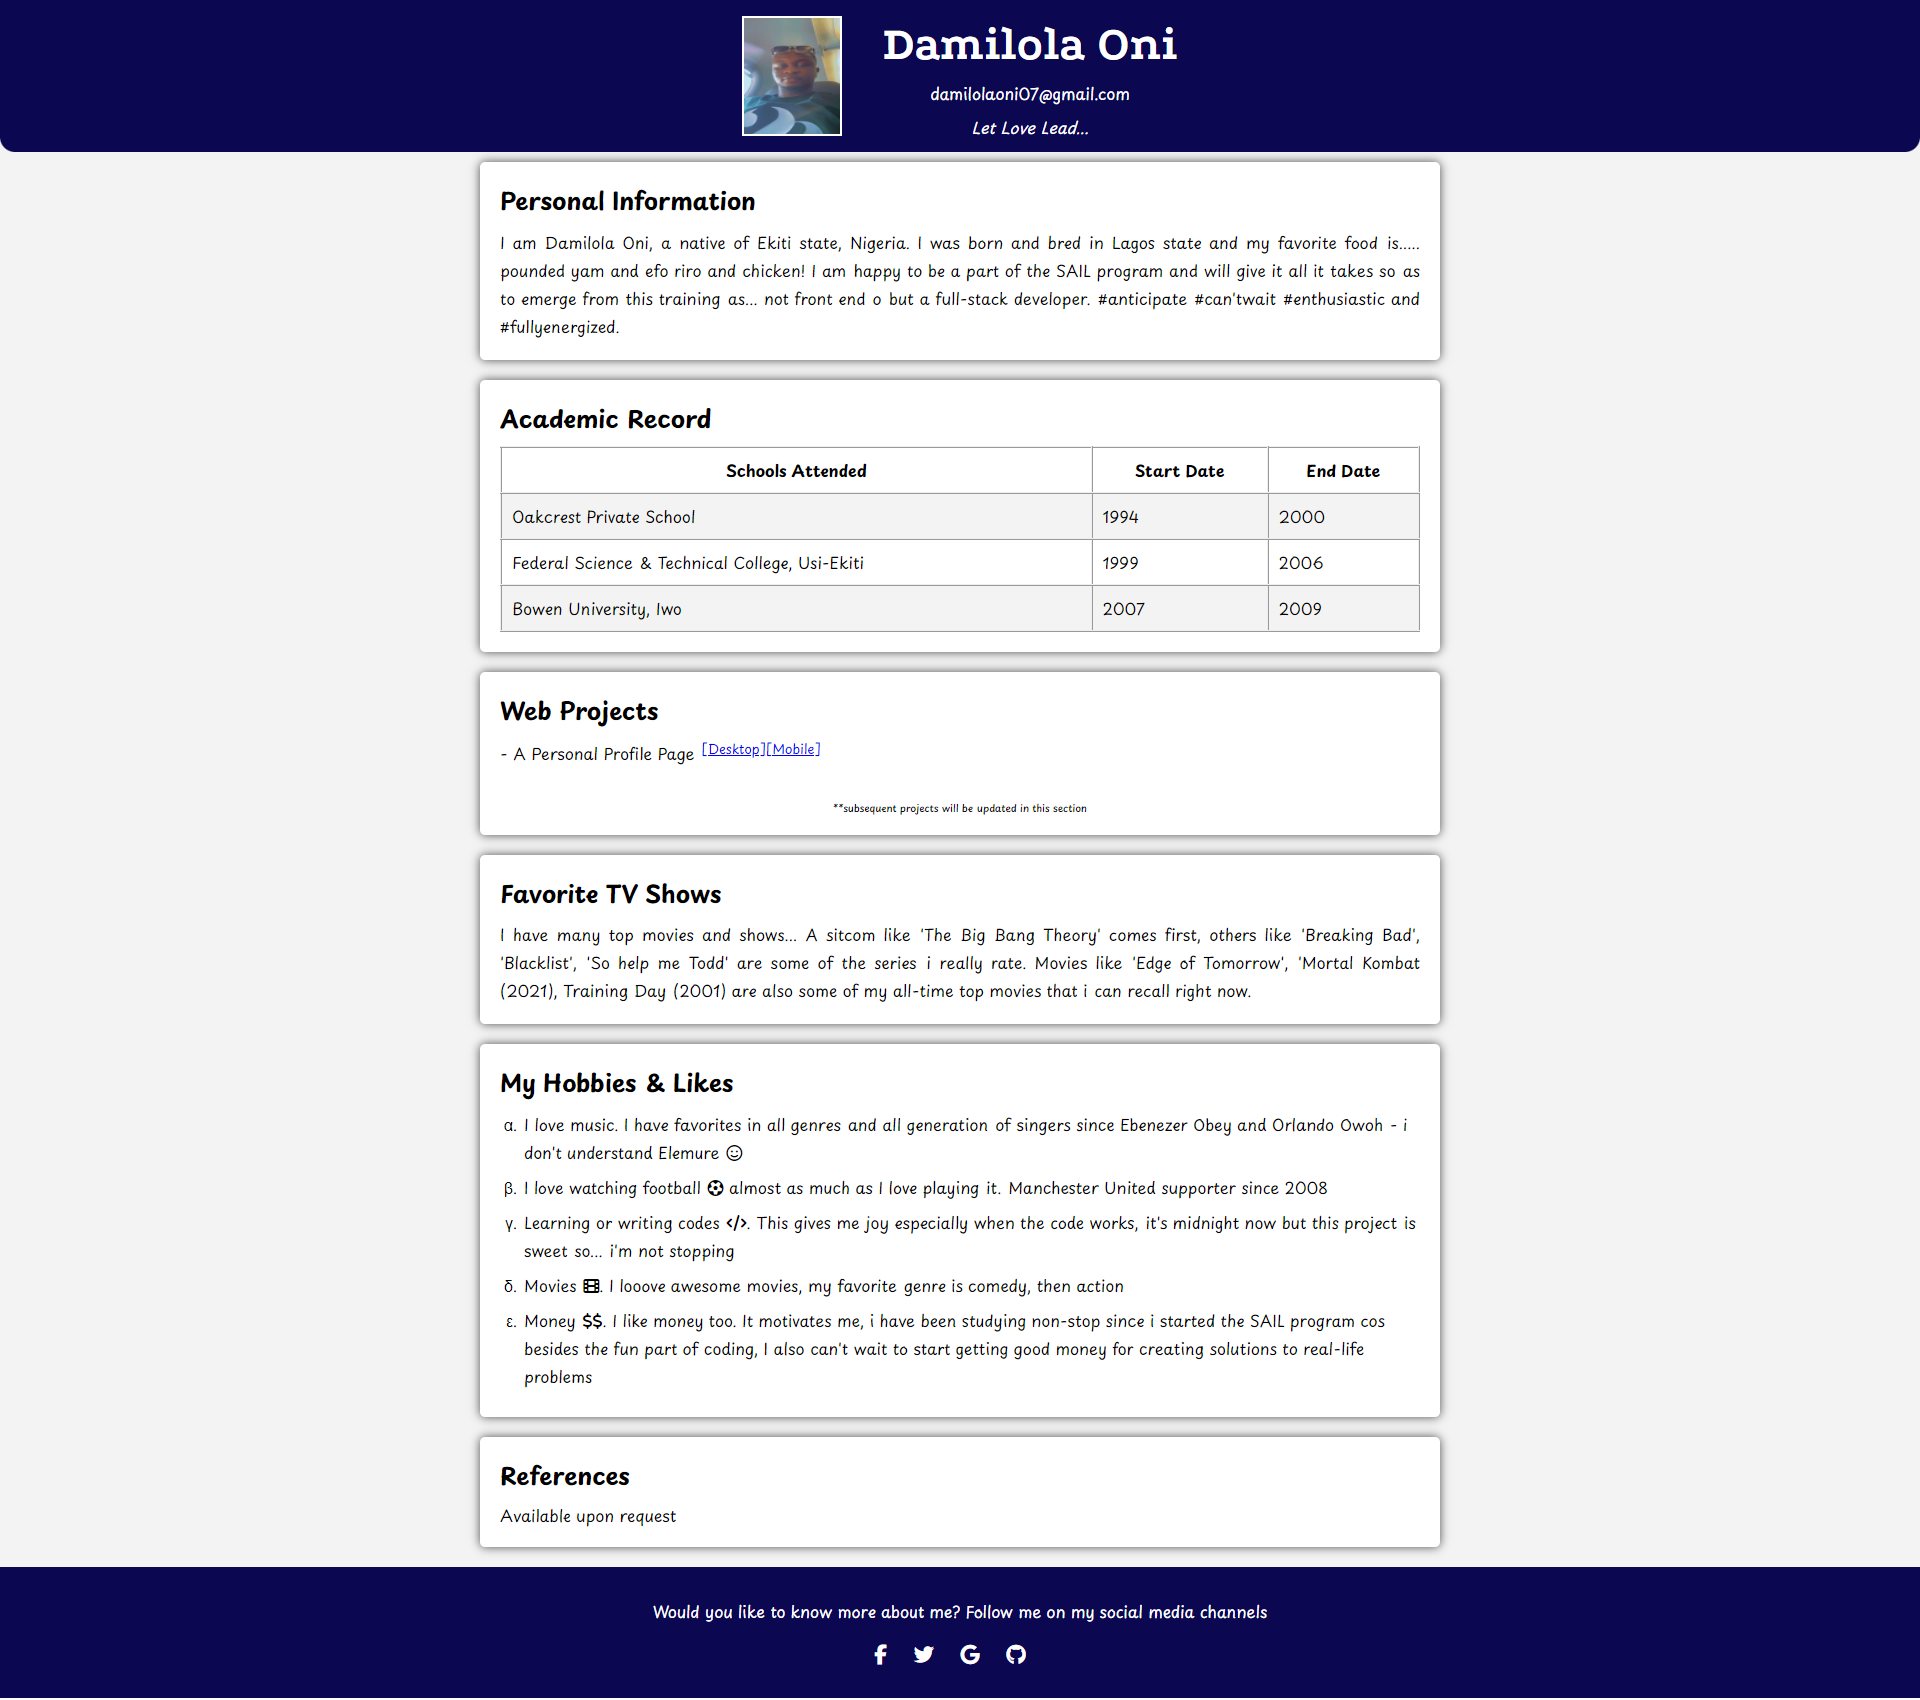 Damilola Oni
damilolaoni07@gmail.com
Let Love Lead...
Personal Information
I am Damilola Oni, a native of Ekiti state, Nigeria. I was born and bred in Lagos state and my favorite food is.....
pounded yam and efo riro and chicken! I am happy to be a part of the SAIL program and will give it all it takes so as
to emerge from this training as... not front end o but a full-stack developer. #anticipate #can'twait #enthusiastic and
#fullyenergized.
Academic Record
Schools Attended Start Date End Date
Oakcrest Private School 1994 2000
Federal Science & Technical College, Usi-Ekiti 1999 2006
Bowen University, Iwo 2007 2009
Web Projects
- A Personal Profile Page [Desktop][Mobile]
**subsequent projects will be updated in this section
Favorite TV Shows
I have many top movies and shows... A sitcom like 'The Big Bang Theory' comes first, others like 'Breaking Bad',
'Blacklist', 'So help me Todd' are some of the series i really rate. Movies like 'Edge of Tomorrow', 'Mortal Kombat
(2021), Training Day (2001) are also some of my all-time top movies that i can recall right now.
My Hobbies & Likes
α. I love music. I have favorites in all genres and all generation of singers since Ebenezer Obey and Orlando Owoh - i
don't understand Elemure
β. I love watching football almost as much as I love playing it. Manchester United supporter since 2008
γ. Learning or writing codes </>. This gives me joy especially when the code works, it's midnight now but this project is
sweet so... i'm not stopping
δ. Movies . I looove awesome movies, my favorite genre is comedy, then action
ε. Money $$. I like money too. It motivates me, i have been studying non-stop since i started the SAIL program cos
besides the fun part of coding, I also can't wait to start getting good money for creating solutions to real-life
problems
References
Available upon request
Would you like to know more about me? Follow me on my social media channels